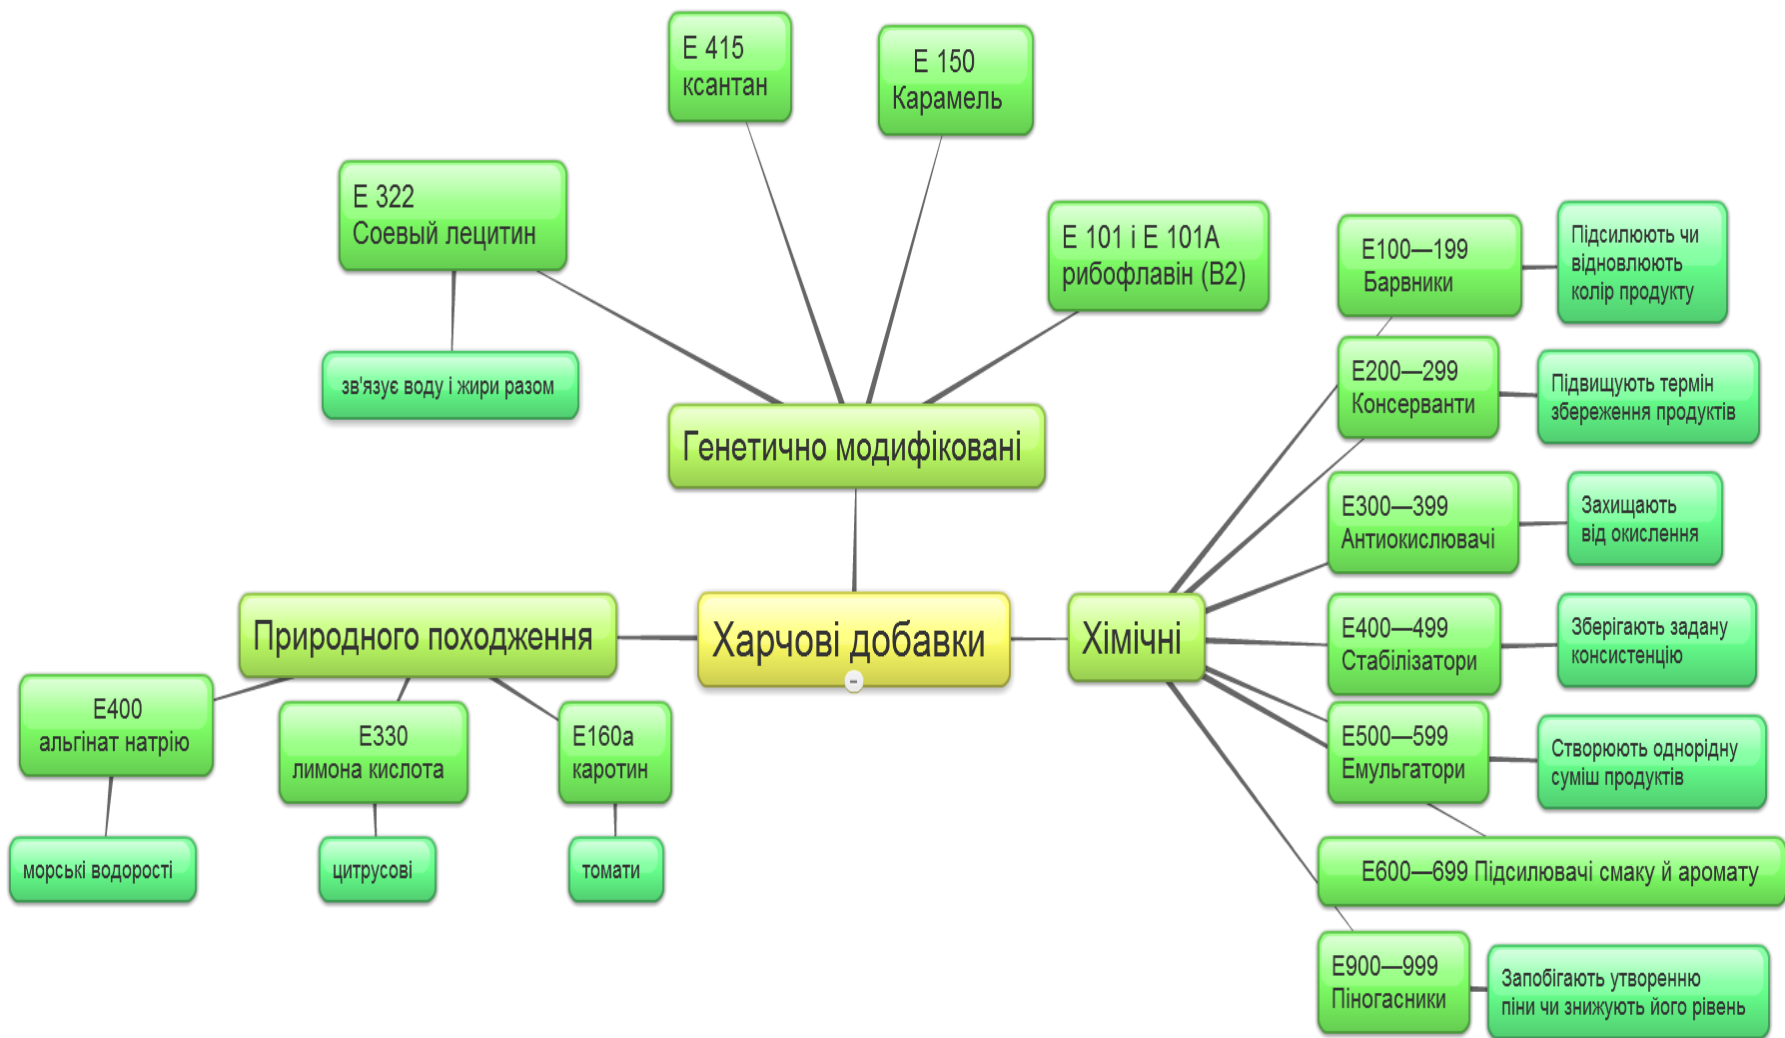 Е 415
ксантан
Е 150
Карамель
Е 322
Соевый лецитин
Е 101 і Е 101А
рибофлавін (В2)
зв'язує воду і жири разом
Генетично модифіковані
Е100—199
Барвники
Підсилюють чи
відновлюють
колір продукту
Е200—299
Консерванти
Підвищують термін
збереження продуктів
Е300—399
Антиокислювачі
Захищають
від окислення
Природного походження
Харчові добавки
Хімічні
Е400—499
Стабілізатори
Зберігають задану
консистенцію
Е400
альгінат натрію
Е330
лимона кислота
Е160а
каротин
Е500—599
Емульгатори
Створюють однорідну
суміш продуктів
морські водорості
цитрусові
томати
Е600—699 Підсилювачі смаку й аромату
Е900—999
Піногасники
Запобігають утворенню
піни чи знижують його рівень